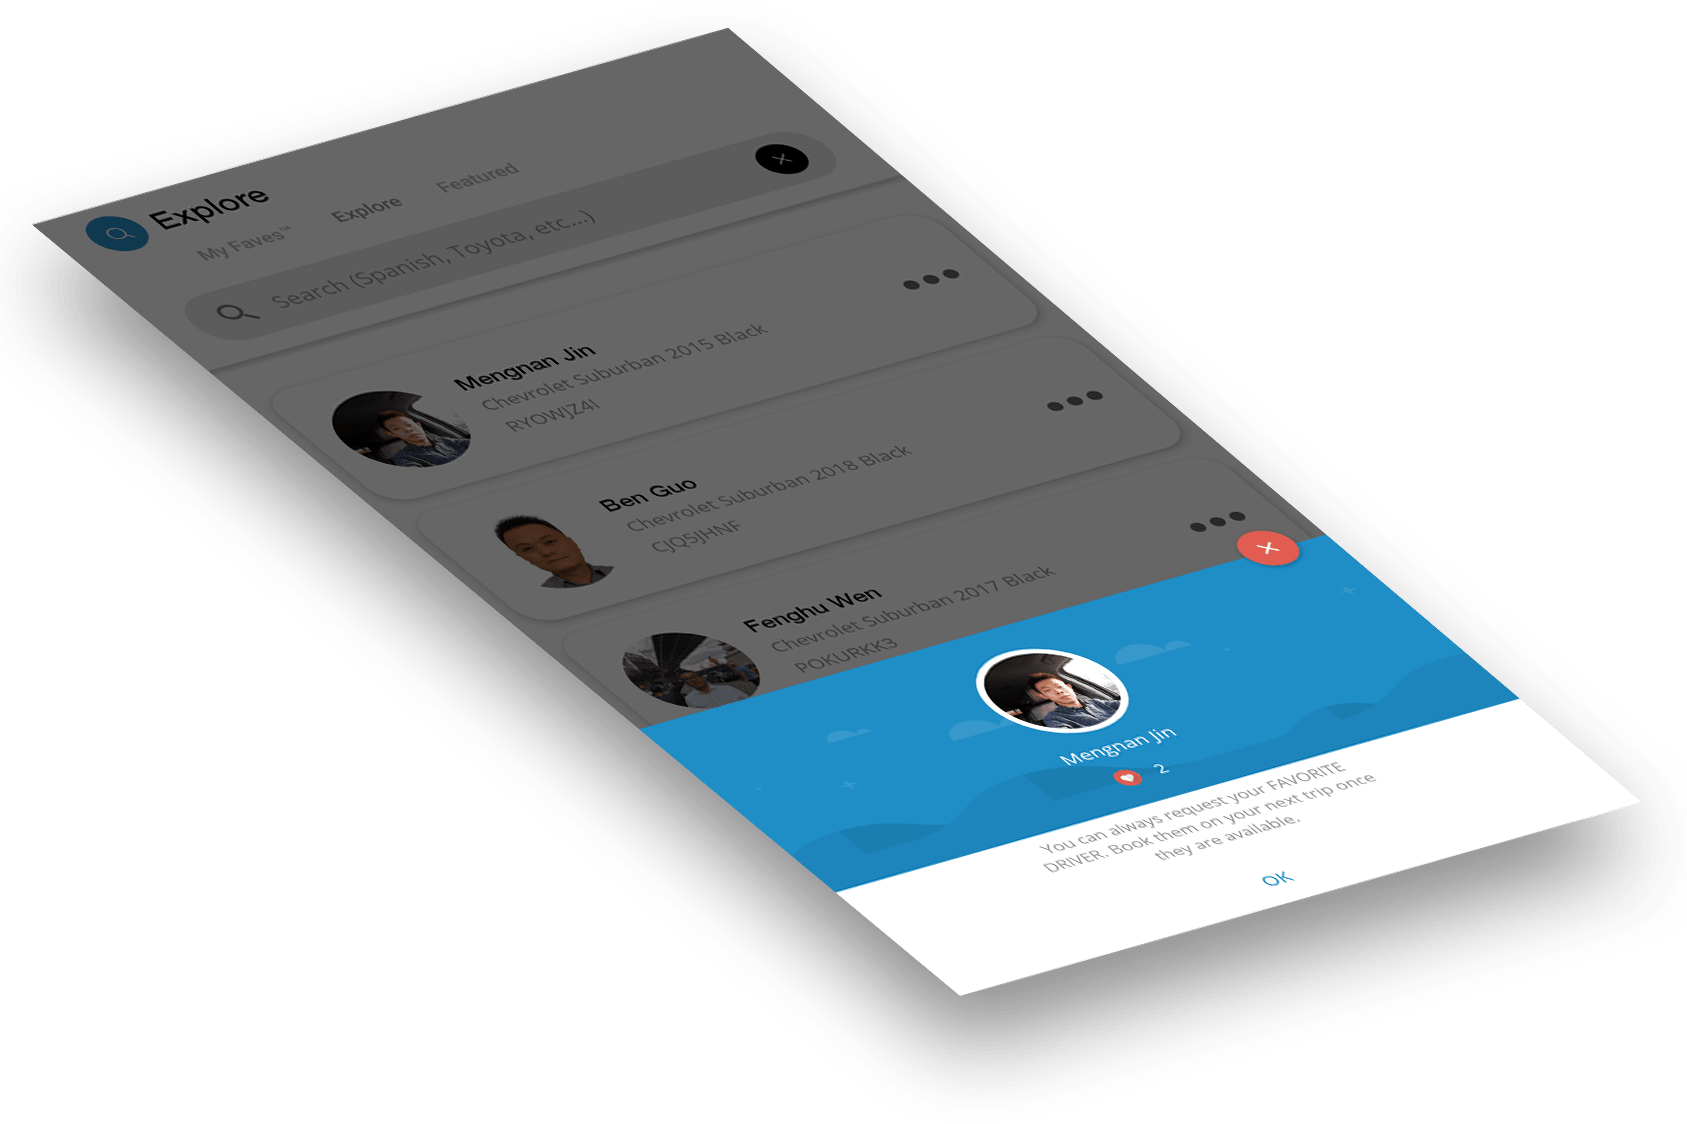 Explore
My Faves™ Explore Featured
Search (Spanish, Toyota, etc...)
Mengnan Jin
Chevrolet Suburban 2015 Black
RYOWJZ4I
Ben Guo
Chevrolet Suburban 2018 Black
CJQ5JHNF
Fenghu Wen
Chevrolet Suburban 2017 Black
POKURKK3
Mengnan Jin
2
You can always request your FAVORITE
DRIVER. Book them on your next trip once
they are available.
OK